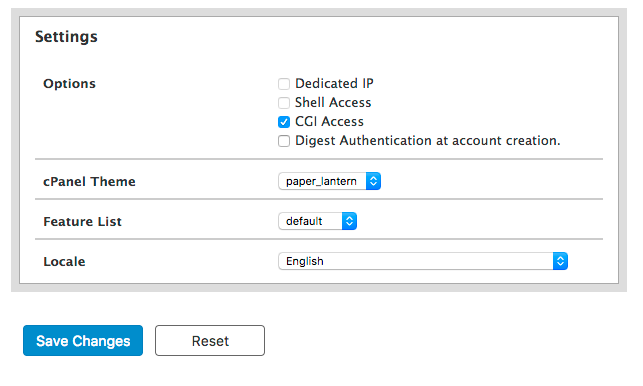 Settings
Options
Dedicated IP
Shell Access
CGI Access
Digest Authentication at account creation.
cPanel Theme
paper_lantern
Feature List
default
Locale
English
Save Changes
Reset